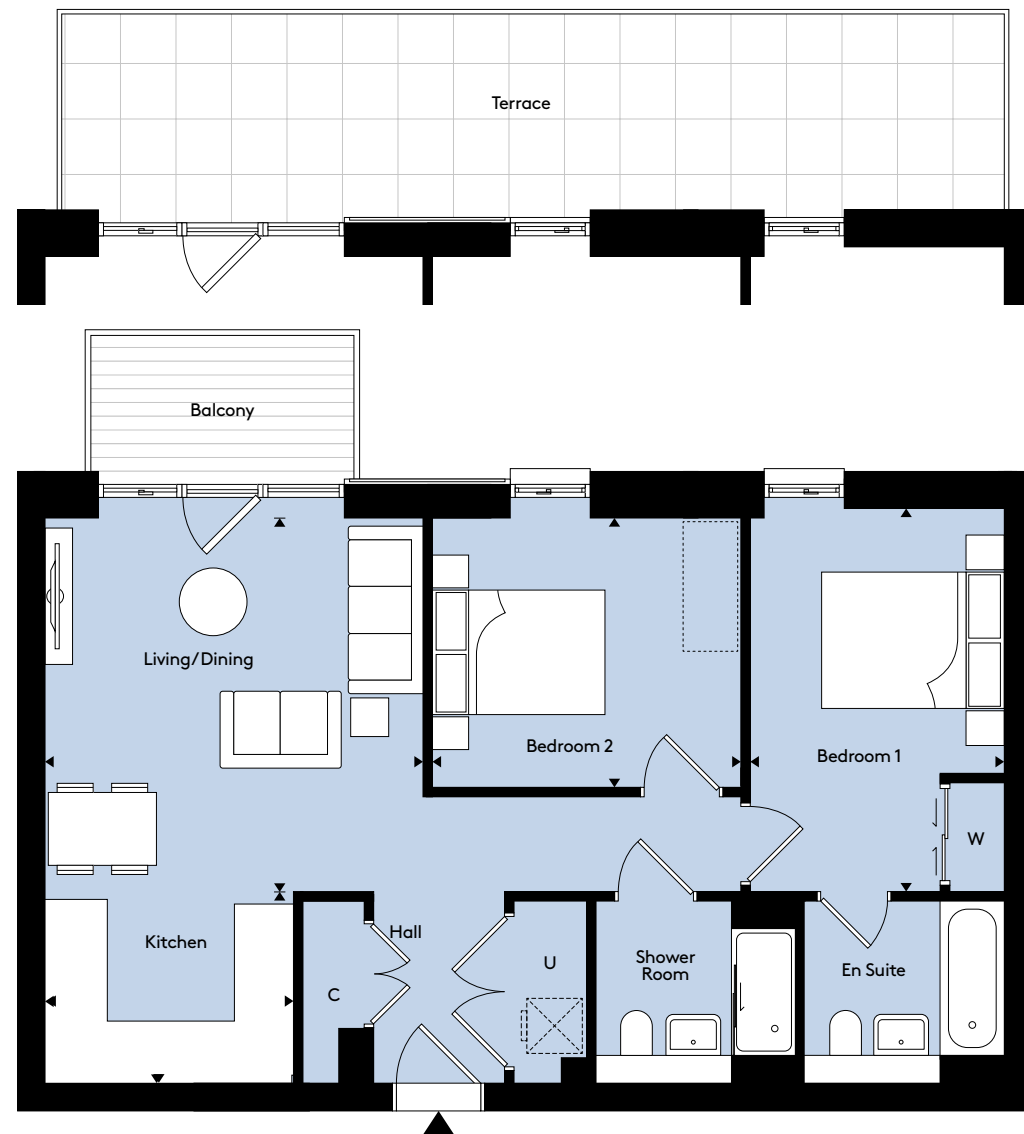 Terrace
Balcony
Living/Dining
Bedroom 2
Bedroom 1
W
Kitchen
Hall
C
U
Shower
Room
En Suite